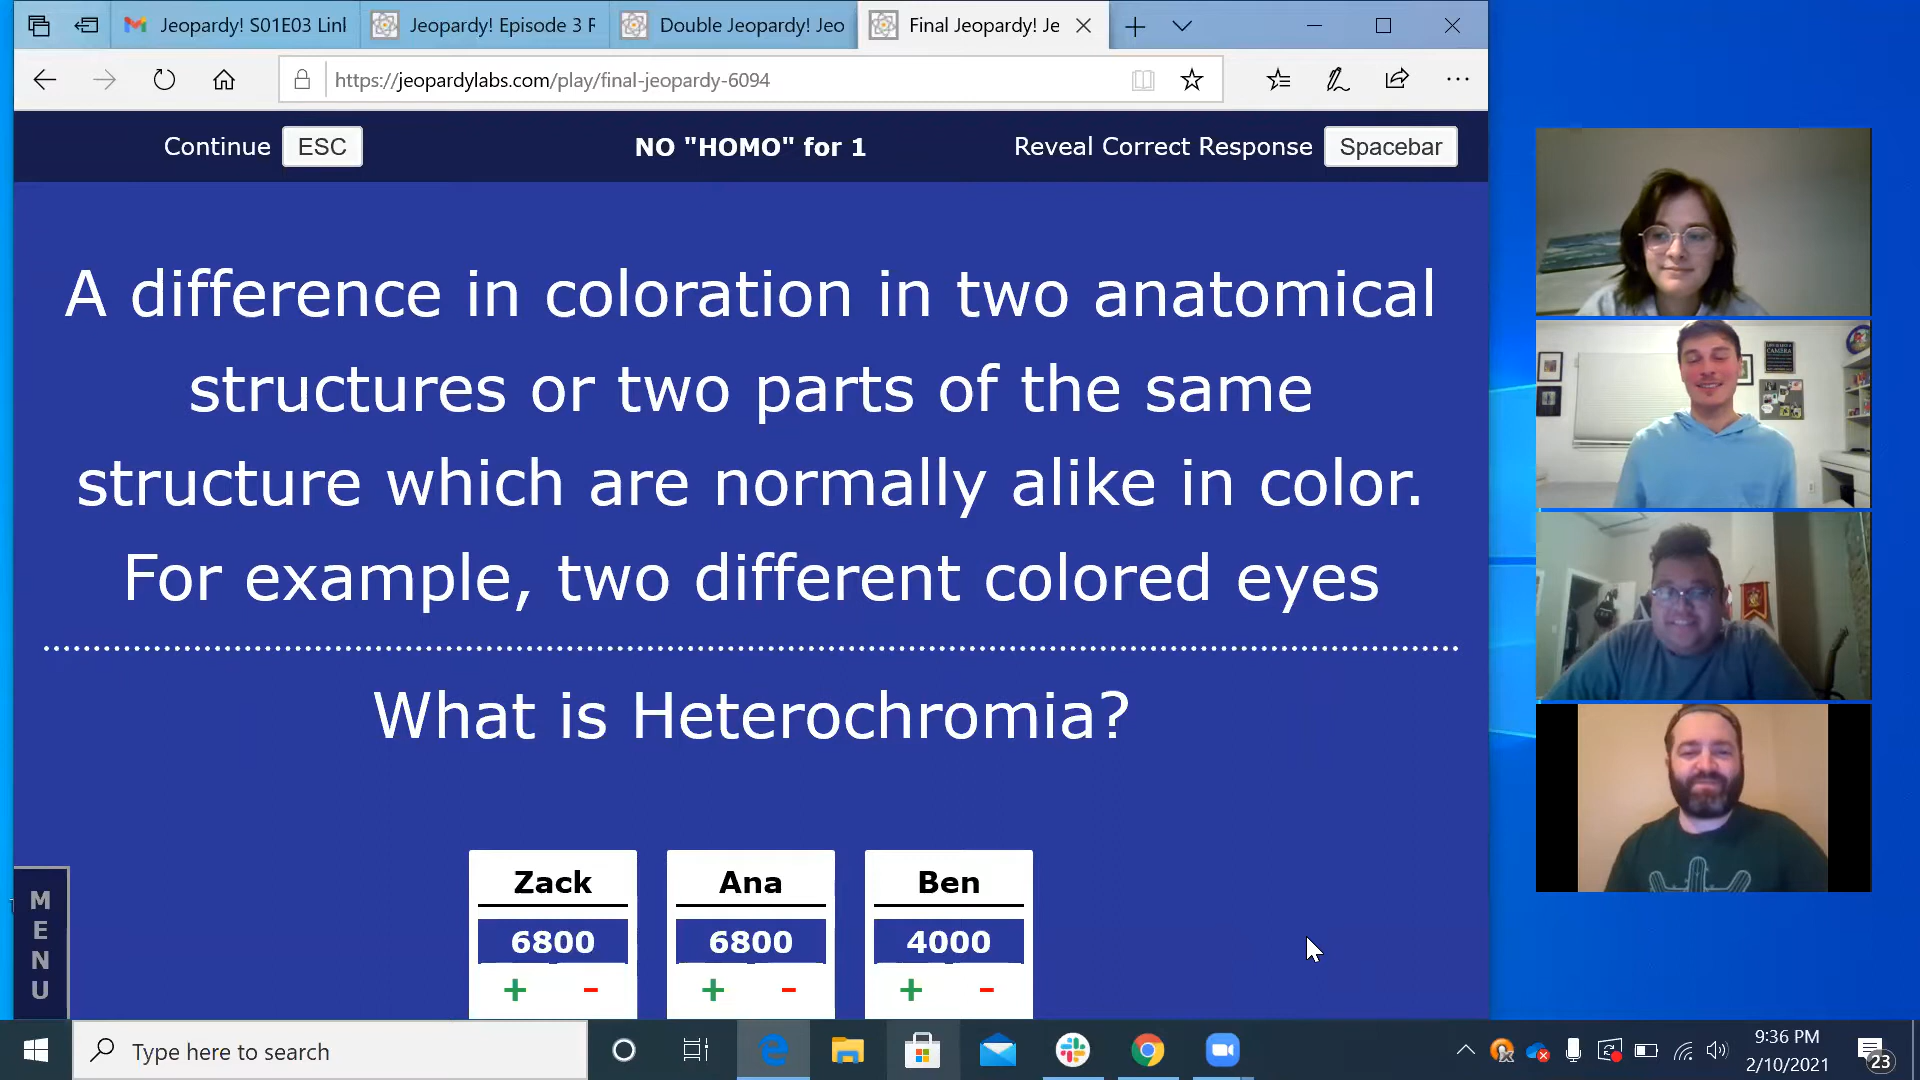 Jeopardy! S01E03 Linl
Jeopardy! Episode 3 F
Double Jeopardy! Jeo
Final Jeopardy! Je
https://jeopardylabs.com/play/final-jeopardy-6094
Continue ESC
NO "HOMO" for 1
Reveal Correct Response Spacebar
A difference in coloration in two anatomical
structures or two parts of the same
structure which are normally alike in color.
For example, two different colored eyes
What is Heterochromia?
MENU
Zack Ana Ben
6800 6800 4000
+ - + - + -
Type here to search
9:36 PM
2/10/2021
23